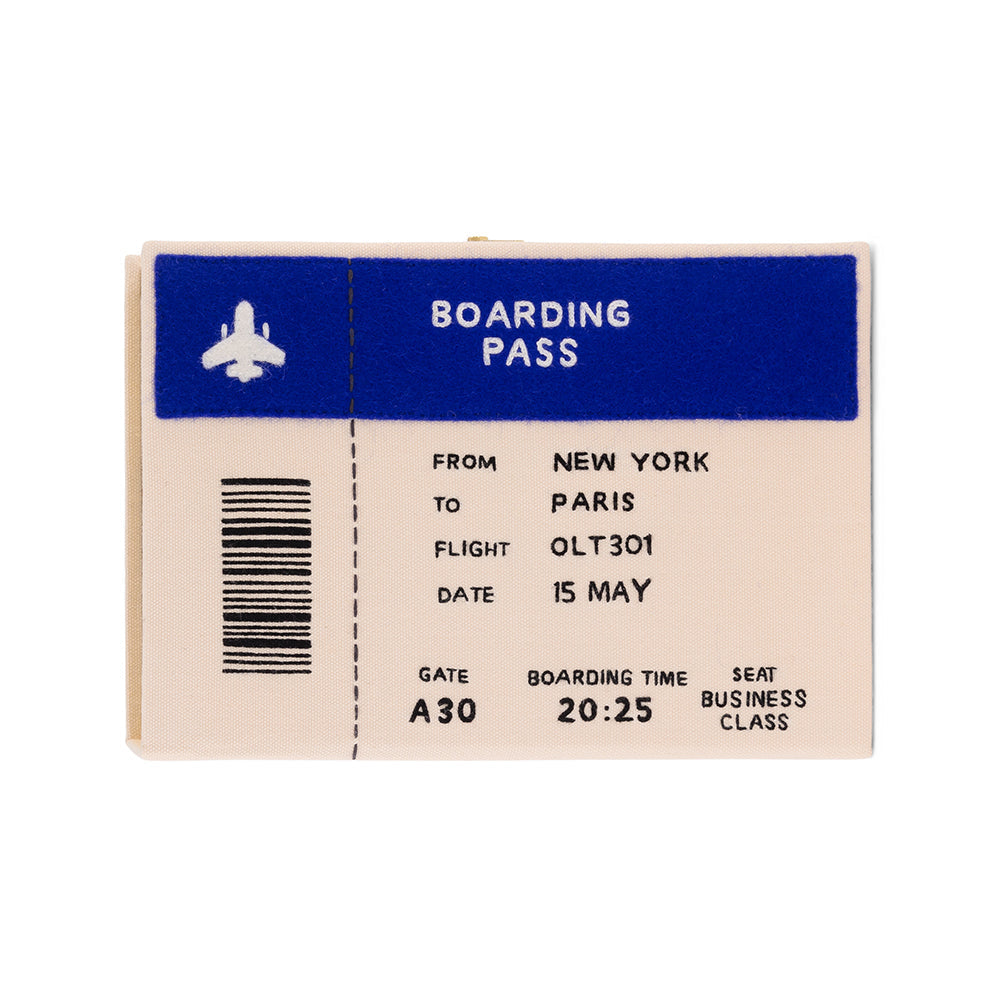 BOARDING
PASS
FROM NEW YORK
TO PARIS
FLIGHT OLT301
DATE 15 MAY
GATE BOARDING TIME SEAT
A30 20:25 BUSINESS
CLASS